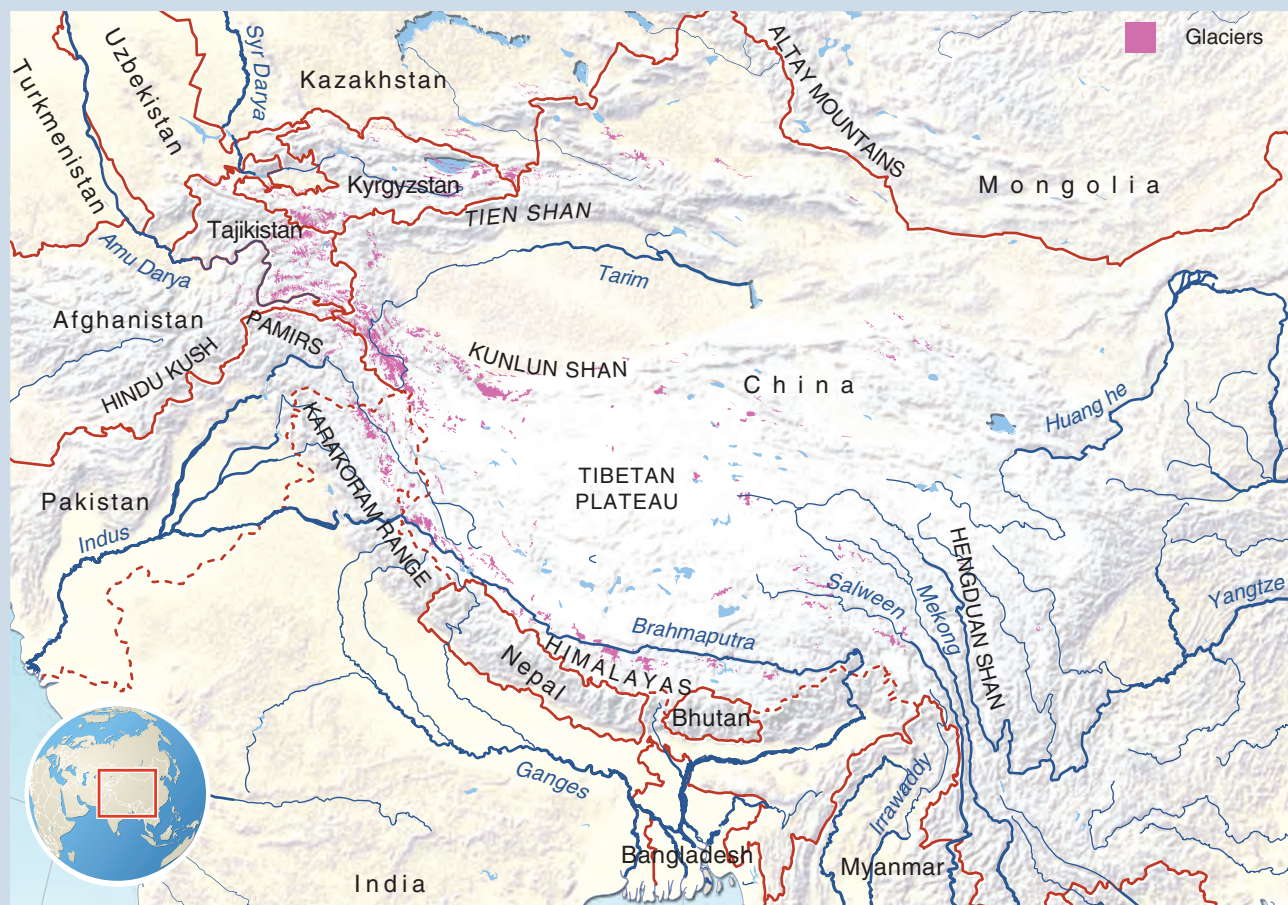 Glaciers
Uzbekistan
Syr Darya
Kazakhstan
ALTAY MOUNTAINS
Turkmenistan
Mongolia
Kyrgyzstan
TIEN SHAN
Tajikistan
Amu Darya
Tarim
Afghanistan
PAMIRS
HINDU KUSH
KUNLUN SHAN
China
Huang he
KARAKORAM RANGE
TIBETAN
PLATEAU
Pakistan
Indus
HENGDUAN SHAN
Salween
Mekong
Yangtze
Brahmaputra
HIMALAYAS
Nepal
Bhutan
Ganges
Irrawaddy
Bangladesh
Myanmar
India